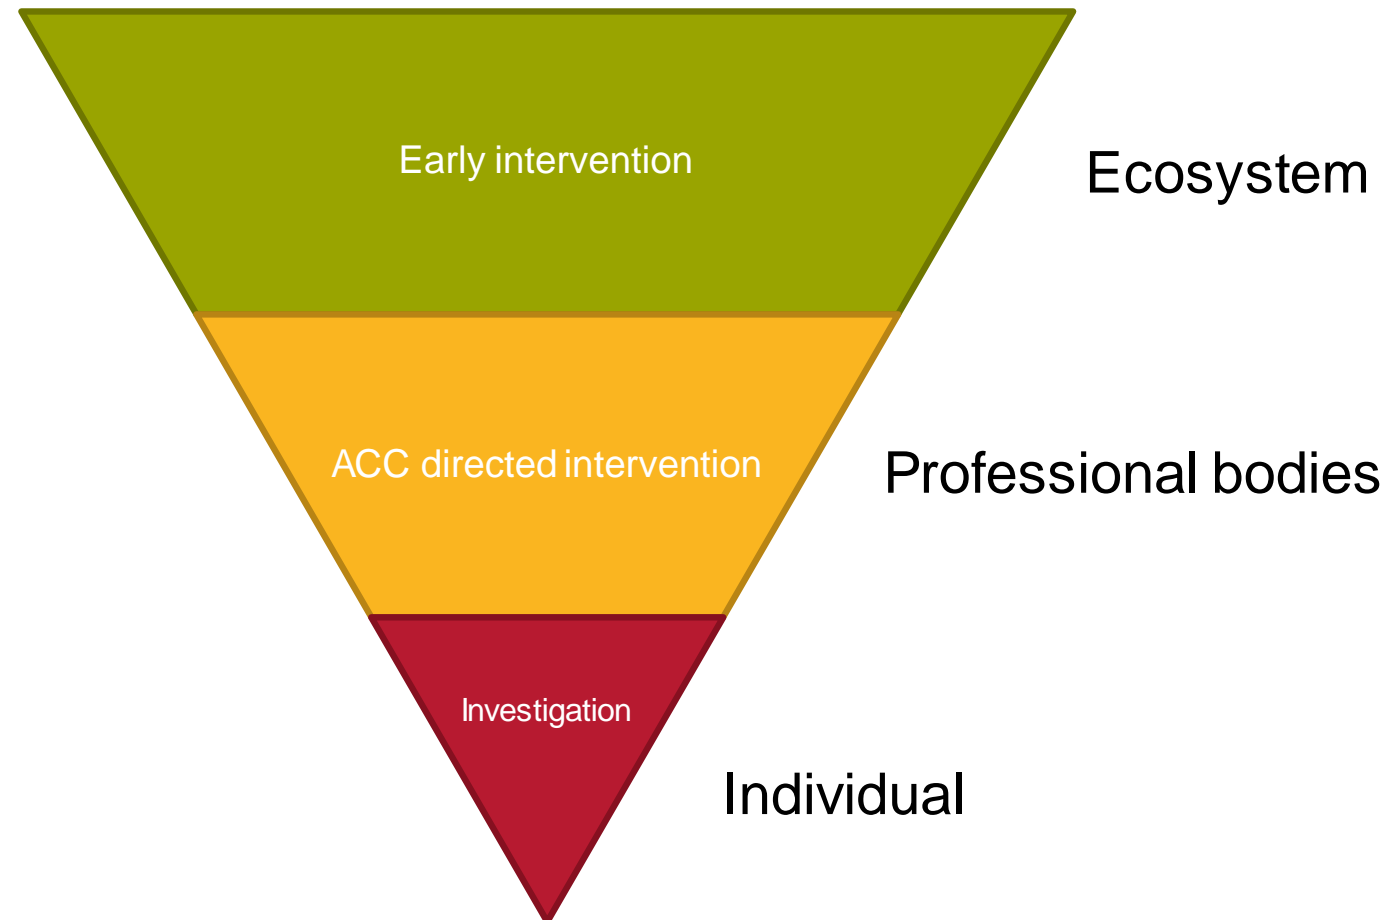 Early intervention
Ecosystem
ACC directed intervention
Professional bodies
Investigation
Individual